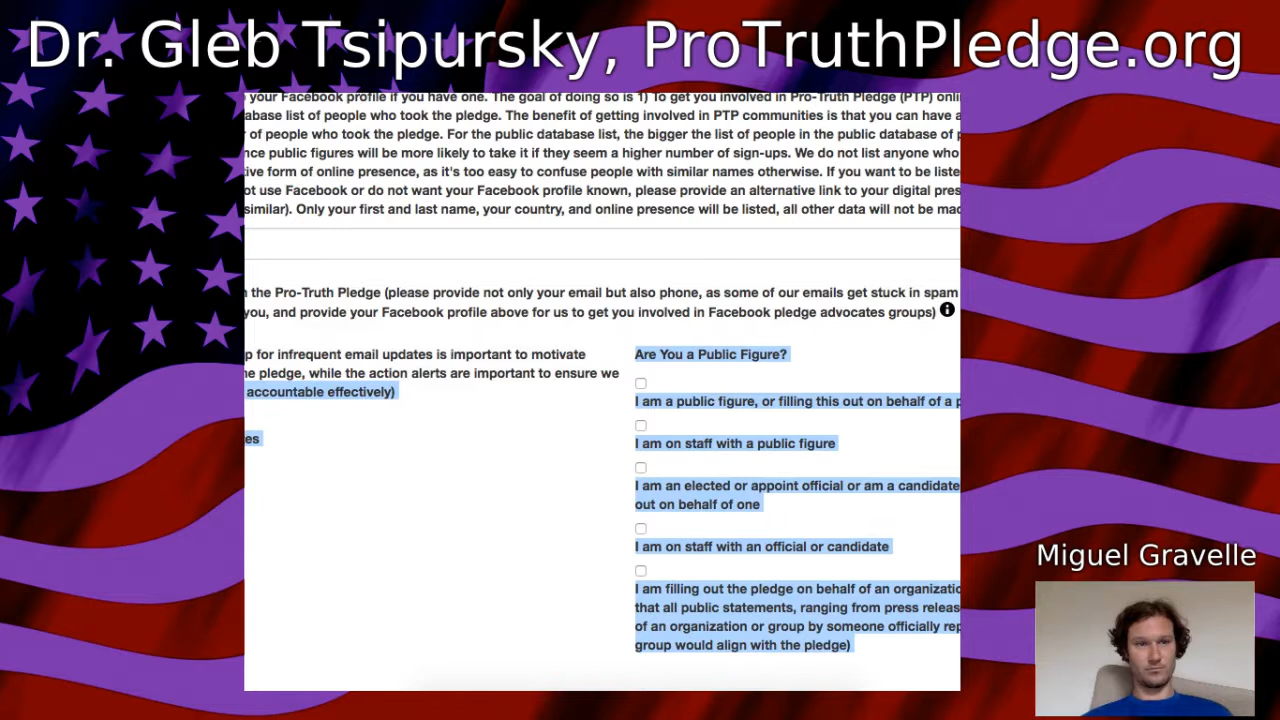 Dr. Gleb Tsipursky, ProTruthPledge.org
your Facebook profile if you have one. The goal of doing so is 1) To get you involved in Pro-Truth Pledge (PTP) onli
abase list of people who took the pledge. The benefit of getting involved in PTP communities is that you can have a
of people who took the pledge. For the public database list, the bigger the list of people in the public database of p
nce public figures will be more likely to take it if they seem a higher number of sign-ups. We do not list anyone who
ive form of online presence, as it's too easy to confuse people with similar names otherwise. If you want to be liste
ot use Facebook or do not want your Facebook profile known, please provide an alternative link to your digital pres
similar). Only your first and last name, your country, and online presence will be listed, all other data will not be mad
the Pro-Truth Pledge (please provide not only your email but also phone, as some of our emails get stuck in spam
you, and provide your Facebook profile above for us to get you involved in Facebook pledge advocates groups)
p for infrequent email updates is important to motivate
ne pledge, while the action alerts are important to ensure we
accountable effectively)
es
Are You a Public Figure?
I am a public figure, or filling this out on behalf of a p
I am on staff with a public figure
I am an elected or appoint official or am a candidate
out on behalf of one
I am on staff with an official or candidate
I am filling out the pledge on behalf of an organizatio
that all public statements, ranging from press releas
of an organization or group by someone officially rep
group would align with the pledge)
Miguel Gravelle